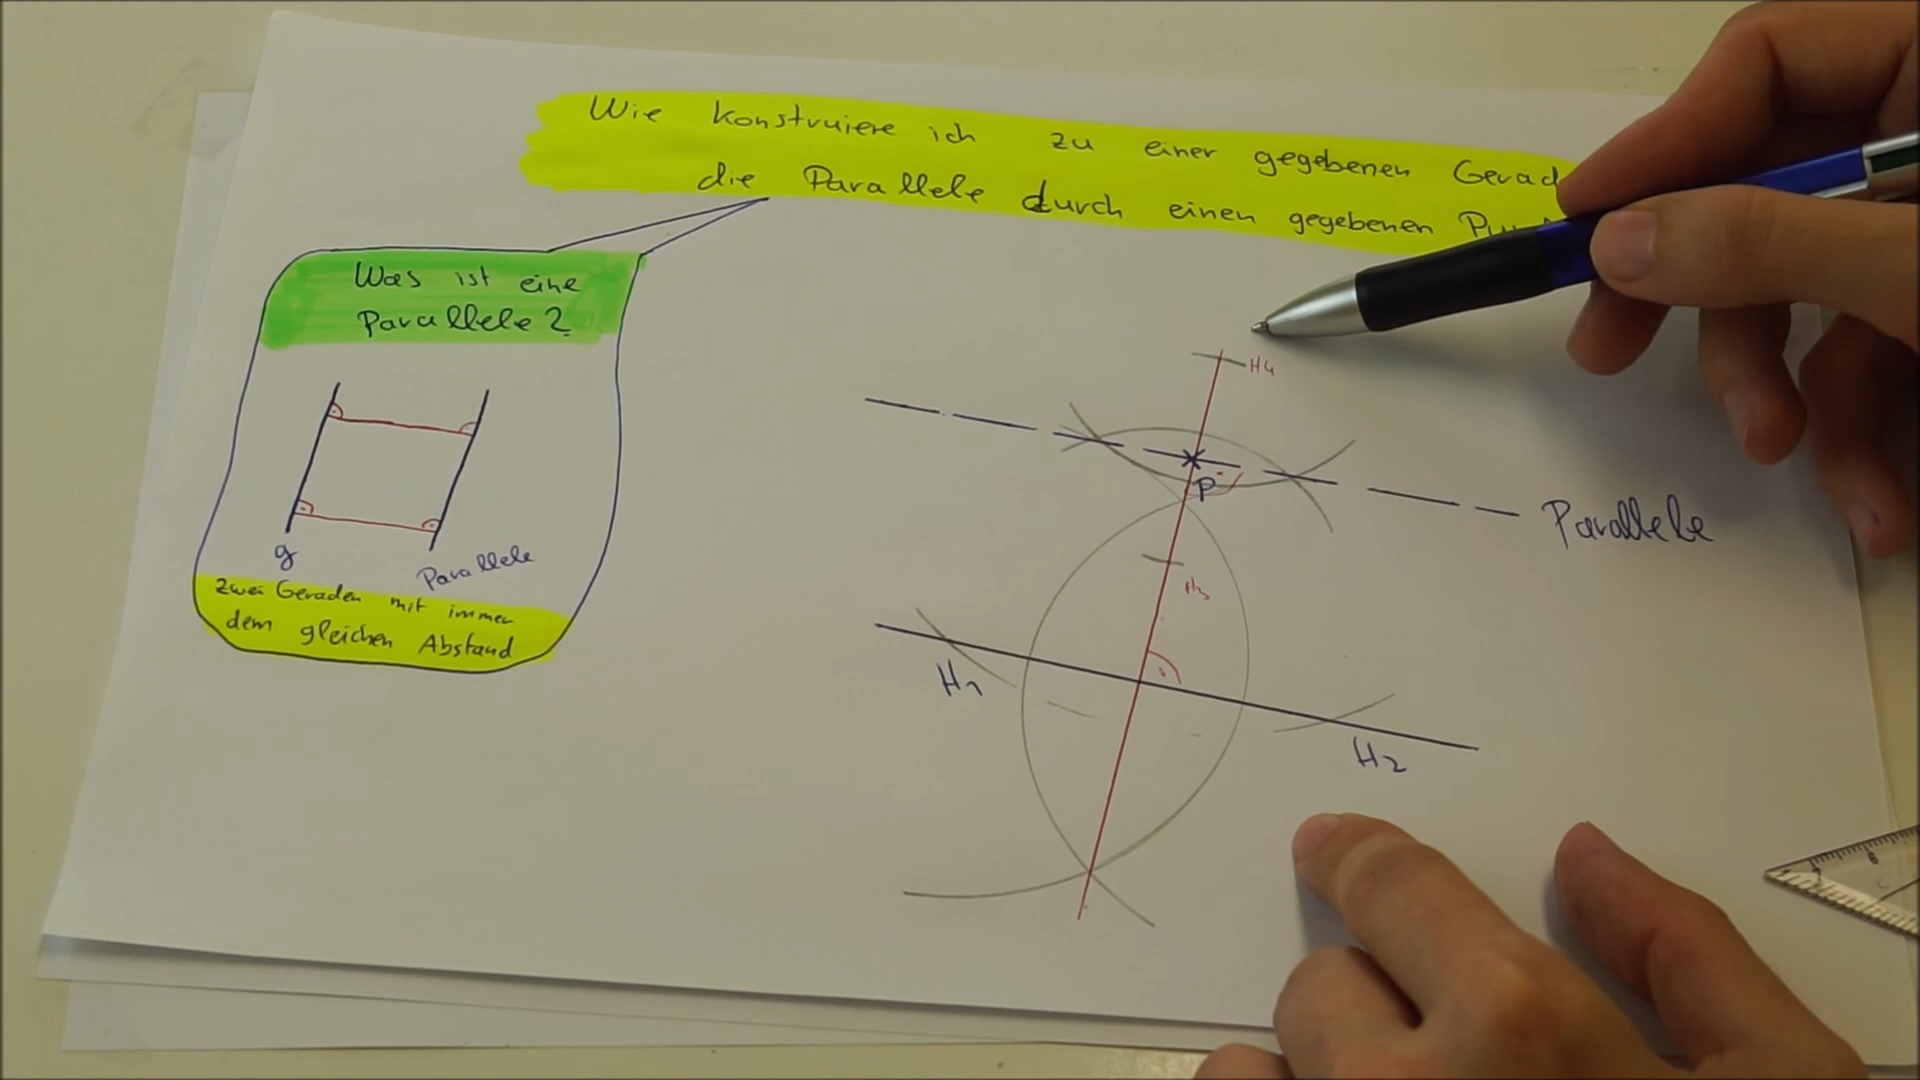 Wie konstruiere ich zu einer gegebenen Gerad
die Parallele durch einen gegebenen
Was ist eine
Parallele?
g
Parallele
zwei Geraden mit immer
dem gleichen Abstand
H4
P
Parallele
H3
H1
H2